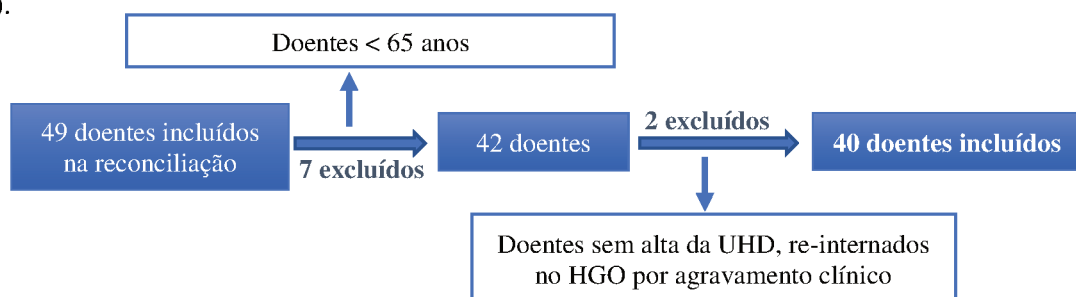 ).
Doentes < 65 anos
49 doentes incluídos
na reconciliação
7 excluídos
42 doentes
2 excluídos
40 doentes incluídos
Doentes sem alta da UHD, re-internados
no HGO por agravamento clínico